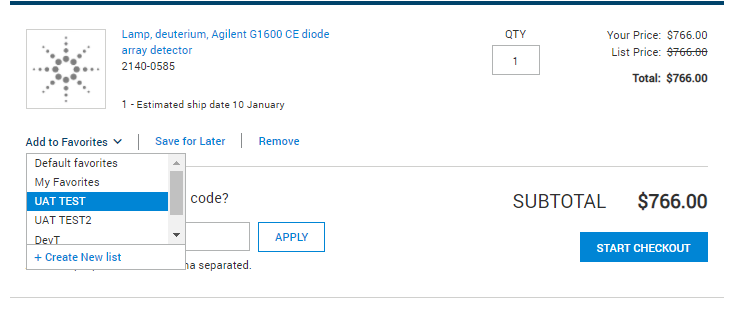 Lamp, deuterium, Agilent G1600 CE diode
array detector
2140-0585
1 - Estimated ship date 10 January
QTY
1
Your Price: $766.00
List Price: $766.00
Total: $766.00
Add to Favorites
Save for Later
Remove
Default favorites
My Favorites
UAT TEST
UAT TEST2
DevT
+ Create New list
code?
APPLY
separated.
SUBTOTAL $766.00
START CHECKOUT